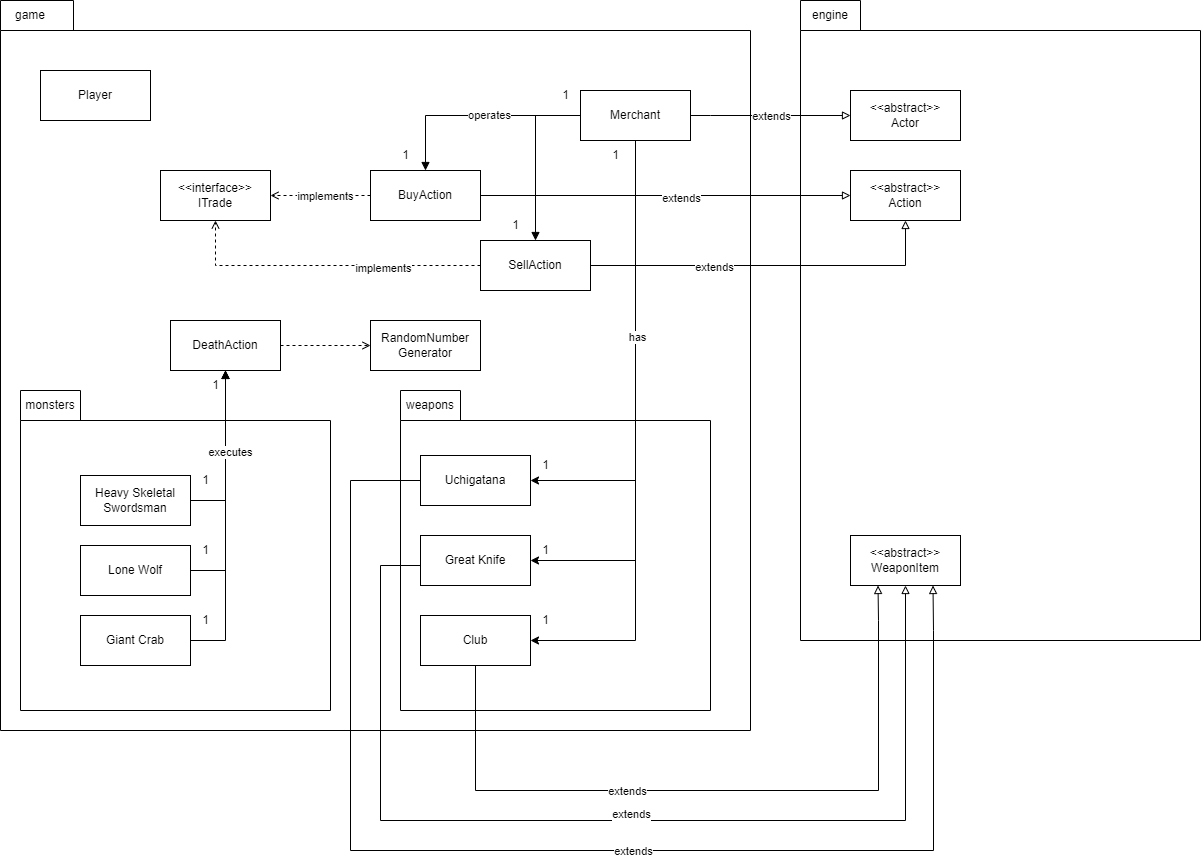 game
engine
Player
1
Merchant
operates
extends
<<abstract>>
Actor
1
1
<<interface>>
ITrade
implements
BuyAction
extends
<<abstract>>
Action
1
implements
SellAction
extends
DeathAction
RandomNumber
Generator
has
1
monsters
weapons
executes
1
Heavy Skeletal
Swordsman
1
Uchigatana
1
Lone Wolf
1
Great Knife
<<abstract>>
WeaponItem
1
Giant Crab
1
Club
extends
extends
extends